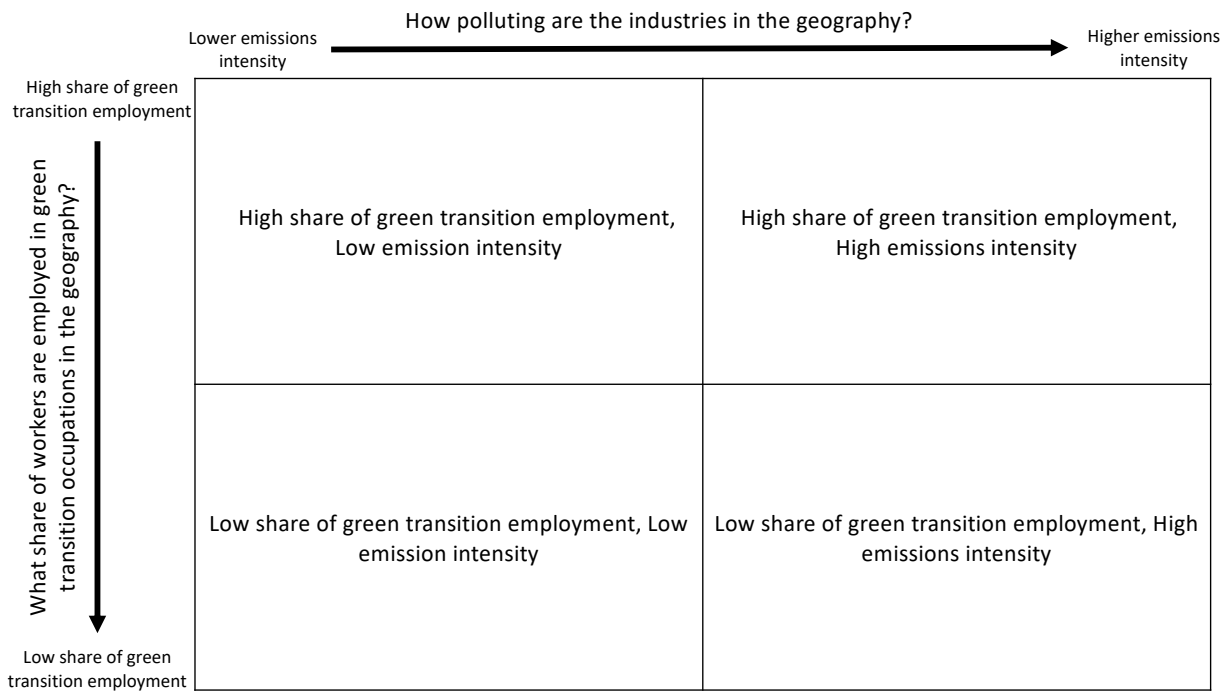 How polluting are the industries in the geography?
Lower emissions
intensity
Higher emissions
intensity
High share of green
transition employment
What share of workers are employed in green
transition occupations in the geography?
High share of green transition employment,
Low emission intensity
High share of green transition employment,
High emissions intensity
Low share of green transition employment, Low
emission intensity
Low share of green transition employment, High
emissions intensity
Low share of green
transition employment